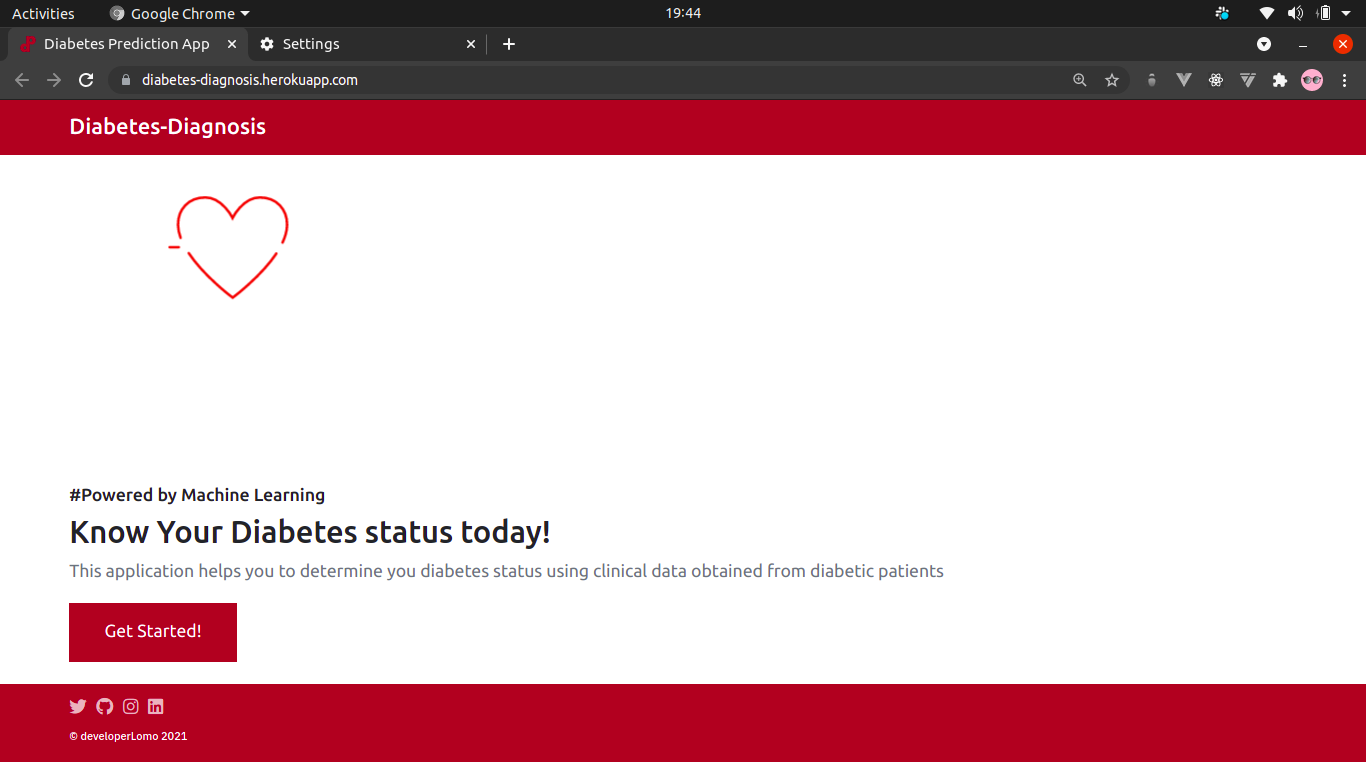 Activities Google Chrome 19:44
Diabetes Prediction App Settings
diabetes-diagnosis.herokuapp.com
Diabetes-Diagnosis
#Powered by Machine Learning
Know Your Diabetes status today!
This application helps you to determine you diabetes status using clinical data obtained from diabetic patients
Get Started!
© developerLomo 2021